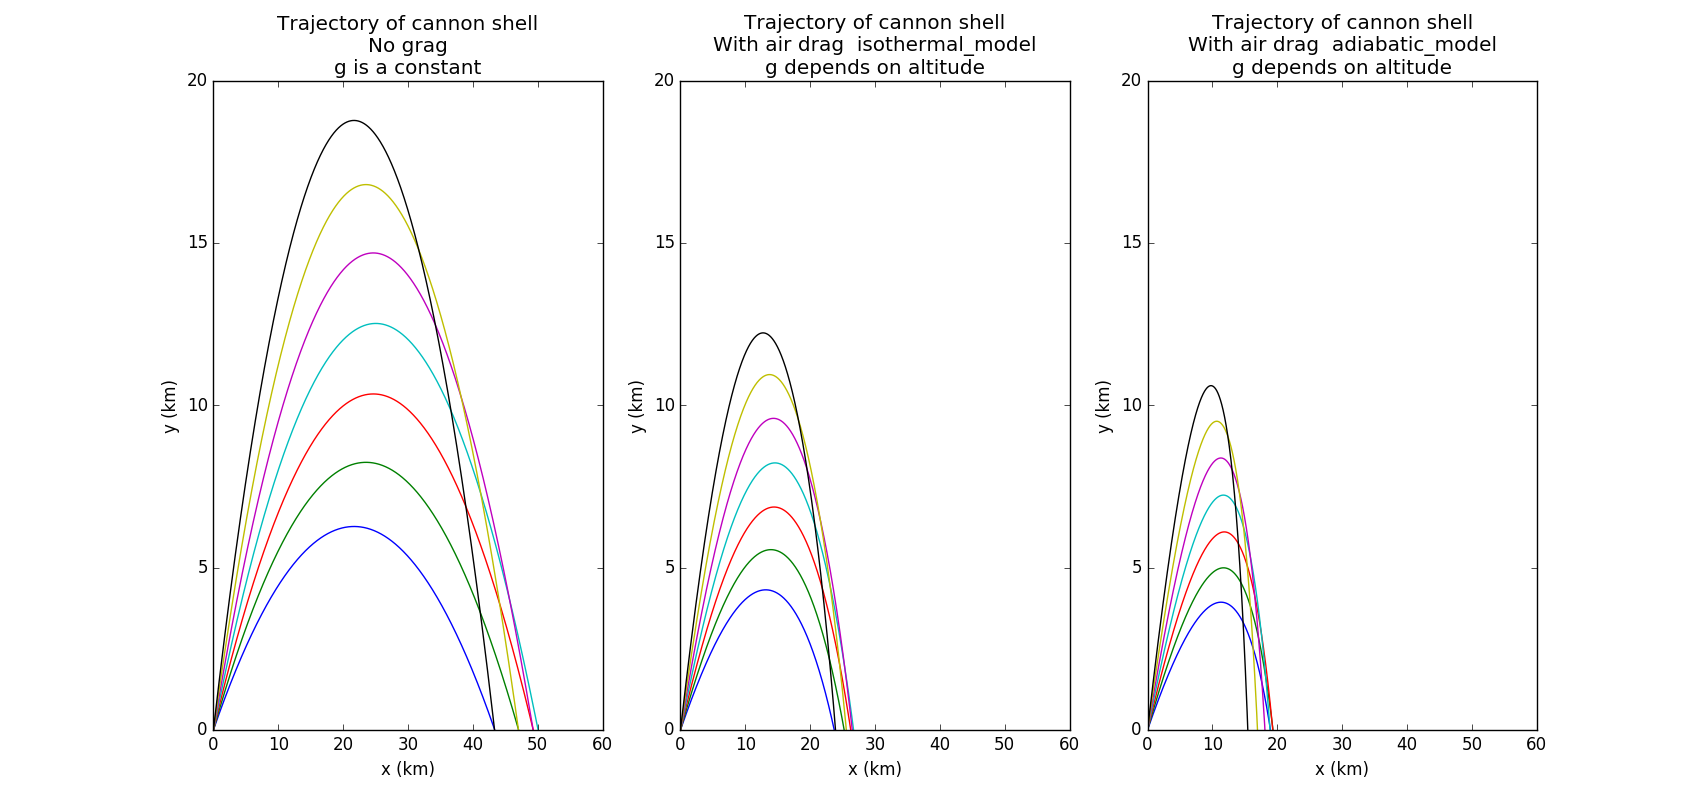 Trajectory of cannon shell
No grag
g is a constant
20
15
10
5
0
y (km)
0 10 20 30 40 50 60
x (km)
Trajectory of cannon shell
With air drag isothermal_model
g depends on altitude
20
15
10
5
0
y (km)
0 10 20 30 40 50 60
x (km)
Trajectory of cannon shell
With air drag adiabatic_model
g depends on altitude
20
15
10
5
0
y (km)
0 10 20 30 40 50 60
x (km)